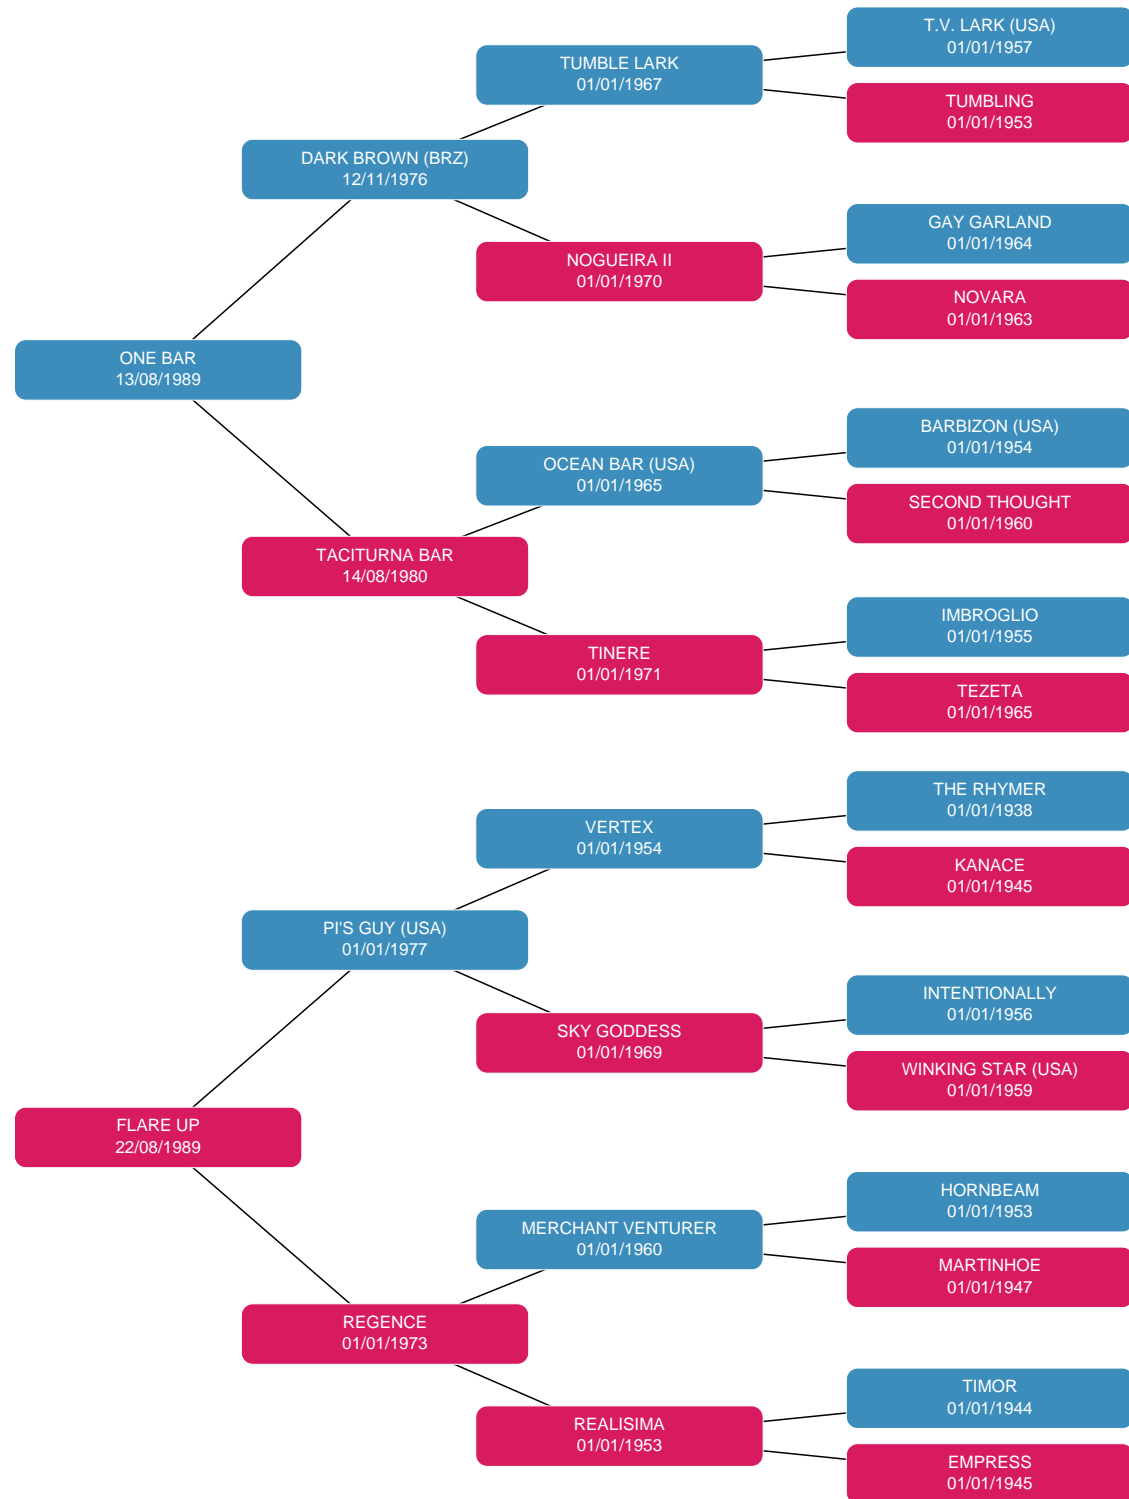 T.V. LARK (USA)
01/01/1957
TUMBLE LARK
01/01/1967
TUMBLING
01/01/1953
DARK BROWN (BRZ)
12/11/1976
GAY GARLAND
01/01/1964
NOGUEIRA II
01/01/1970
NOVARA
01/01/1963
ONE BAR
13/08/1989
BARBIZON (USA)
01/01/1954
OCEAN BAR (USA)
01/01/1965
SECOND THOUGHT
01/01/1960
TACITURNA BAR
14/08/1980
IMBROGLIO
01/01/1955
TINERE
01/01/1971
TEZETA
01/01/1965
THE RHYMER
01/01/1938
VERTEX
01/01/1954
KANACE
01/01/1945
PI'S GUY (USA)
01/01/1977
INTENTIONALLY
01/01/1956
SKY GODDESS
01/01/1969
WINKING STAR (USA)
01/01/1959
FLARE UP
22/08/1989
HORNBEAM
01/01/1953
MERCHANT VENTURER
01/01/1960
MARTINHOE
01/01/1947
REGENCE
01/01/1973
TIMOR
01/01/1944
REALISIMA
01/01/1953
EMPRESS
01/01/1945